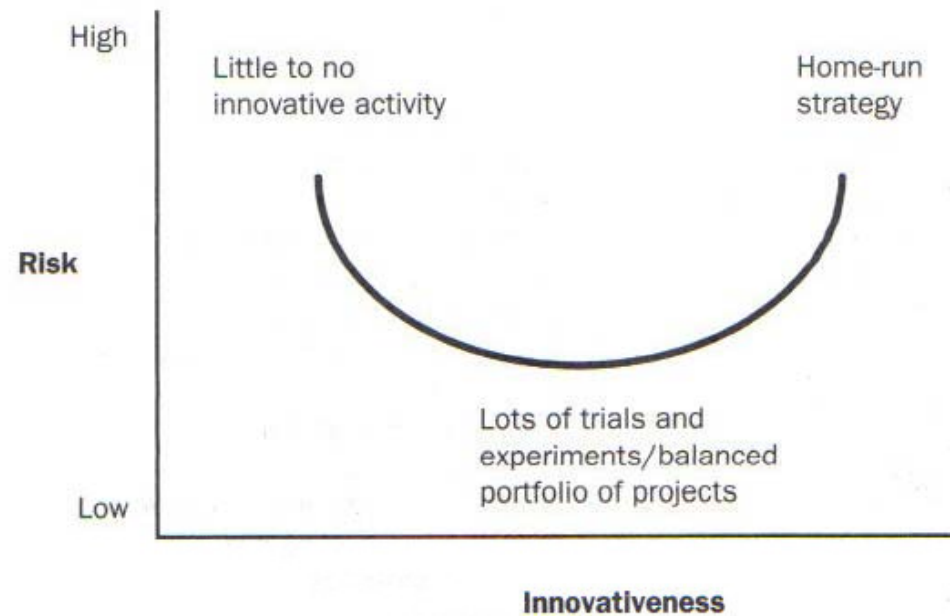 High
Little to no
innovative activity
Home-run
strategy
Risk
Lots of trials and
experiments/balanced
portfolio of projects
Low
Innovativeness